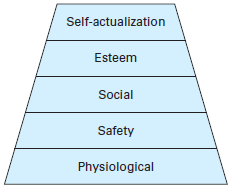 Self-actualization
Esteem
Social
Safety
Physiological